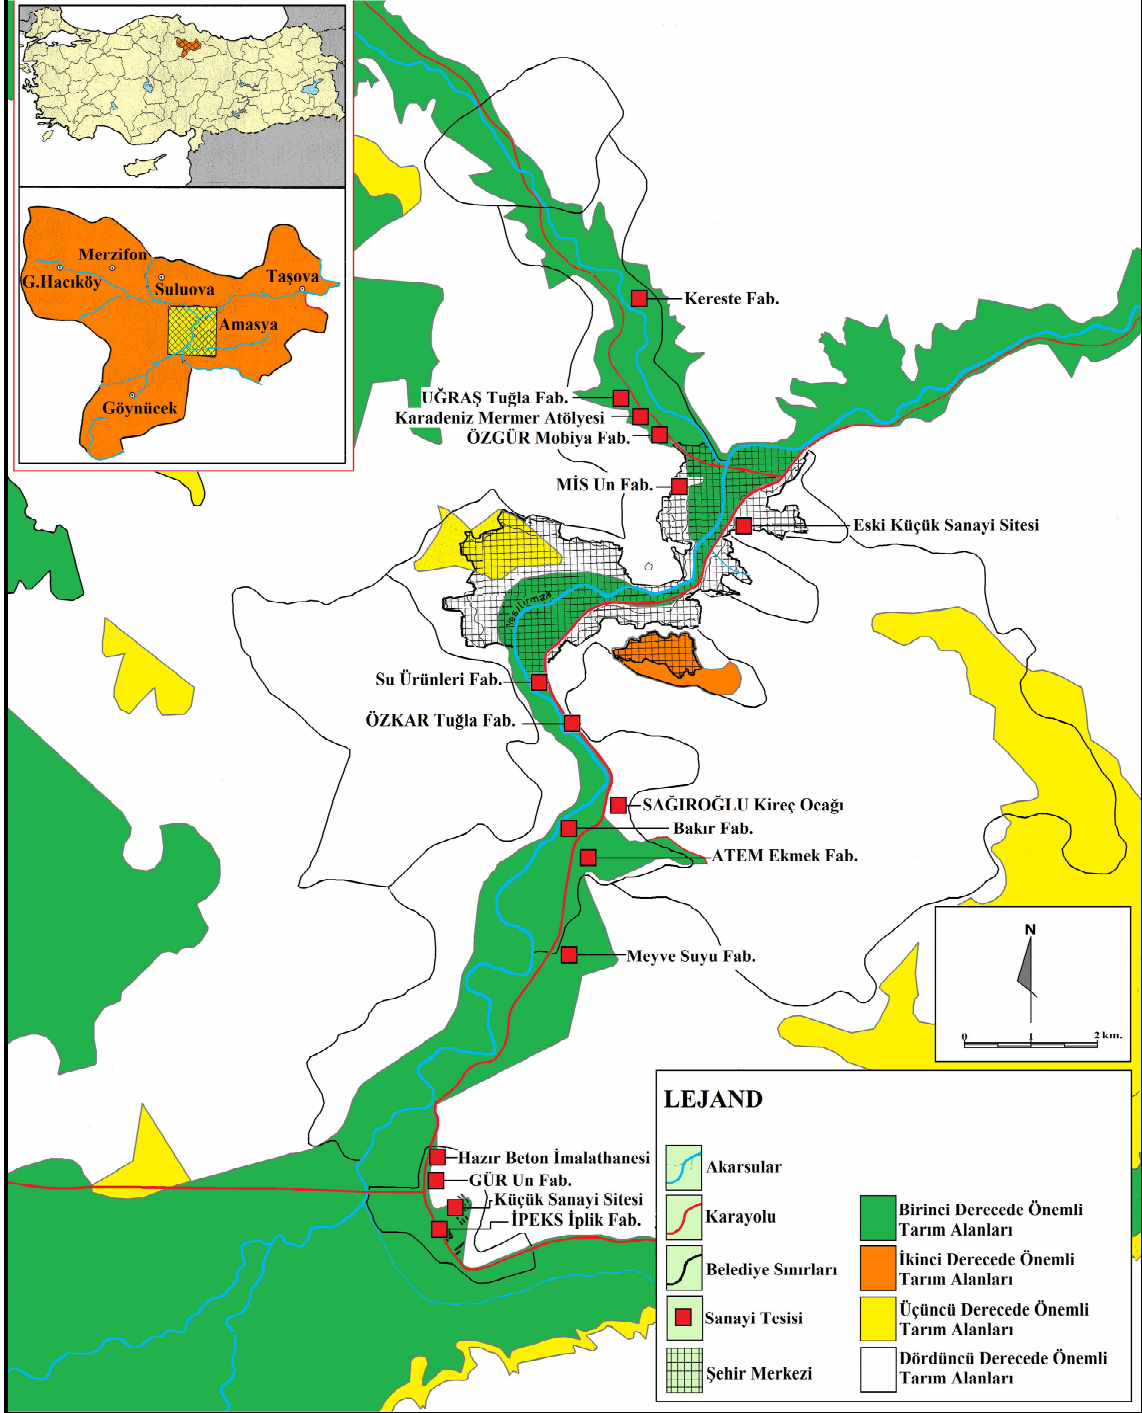 Merzifon
G.Hacıköy
Suluova
Taşova
Amasya
Göynücek
Kereste Fab.
UĞRAŞ Tuğla Fab.
Karadeniz Mermer Atölyesi
ÖZGÜR Mobiya Fab.
MİS Un Fab.
Eski Küçük Sanayi Sitesi
Yeşilırmak
Su Ürünleri Fab.
ÖZKAR Tuğla Fab.
SAĞIROĞLU Kireç Ocağı
Bakır Fab.
ATEM Ekmek Fab.
Meyve Suyu Fab.
N
0 1 2 km.
Hazır Beton İmalathanesi
GÜR Un Fab.
Küçük Sanayi Sitesi
İPEKS İplik Fab.
LEJAND
Akarsular
Karayolu
Belediye Sınırları
Sanayi Tesisi
Şehir Merkezi
Birinci Derecede Önemli
Tarım Alanları
İkinci Derecede Önemli
Tarım Alanları
Üçüncü Derecede Önemli
Tarım Alanları
Dördüncü Derecede Önemli
Tarım Alanları